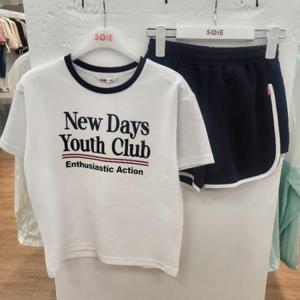 SOIE
SOIE
New Days
Youth Club
Enthusiastic Action